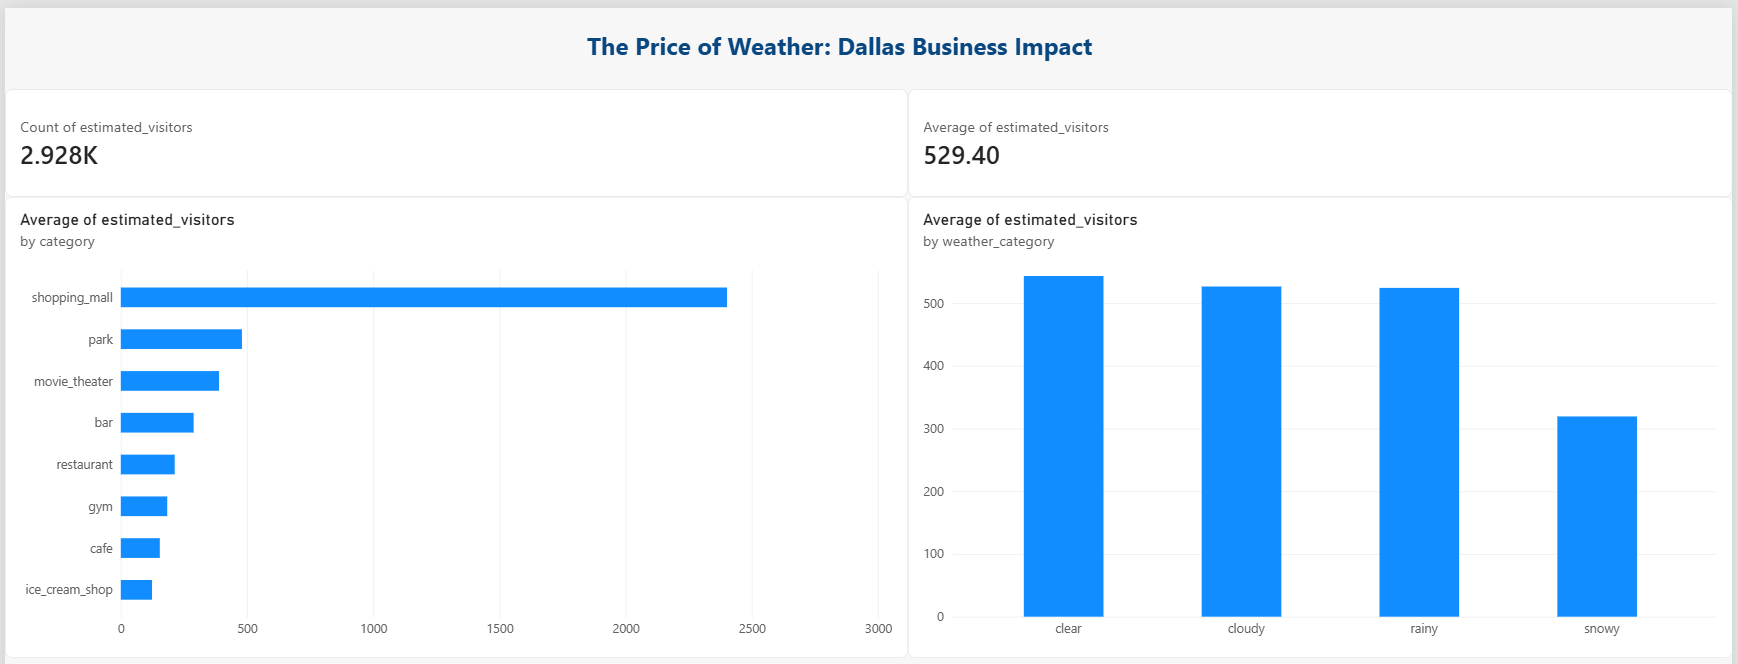 The Price of Weather: Dallas Business Impact
Count of estimated_visitors
2.928K
Average of estimated_visitors
529.40
Average of estimated_visitors
by category
shopping_mall
park
movie_theater
bar
restaurant
gym
cafe
ice_cream_shop
0 500 1000 1500 2000 2500 3000
Average of estimated_visitors
by weather_category
500
400
300
200
100
0
clear cloudy rainy snowy